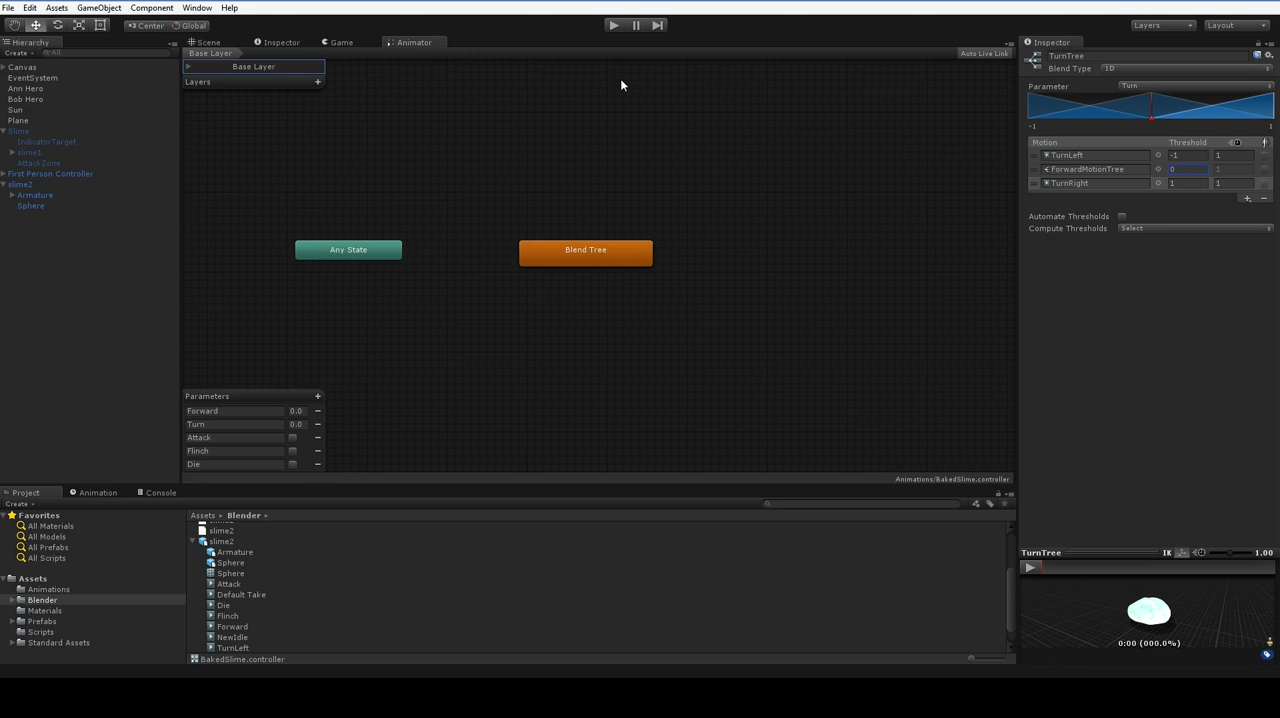 File Edit Assets GameObject Component Window Help
Center Global Layers Layout
Hierarchy
Create All
Canvas
EventSystem
Ann Hero
Bob Hero
Sun
Plane
Slime
IndicatorTarget
slime1
AttackZone
First Person Controller
slime2
Armature
Sphere
Scene Inspector Game Animator
Base Layer Auto Live Link
Base Layer
Layers
Any State
Blend Tree
Parameters
Forward 0.0
Turn 0.0
Attack
Flinch
Die
Animations/BakedSlime.controller
Inspector
TurnTree
Blend Type 1D
Parameter Turn
-1 1
Motion Threshold
TurnLeft -1 1
ForwardMotionTree 0 1
TurnRight 1 1
Automate Thresholds
Compute Thresholds Select
TurnTree IK 1.00
0:00 (000.0%)
Project Animation Console
Create
Favorites
All Materials
All Models
All Prefabs
All Scripts
Assets
Animations
Blender
Materials
Prefabs
Scripts
Standard Assets
Assets Blender
slime2
slime2
Armature
Sphere
Sphere
Attack
Default Take
Die
Flinch
Forward
NewIdle
TurnLeft
BakedSlime.controller